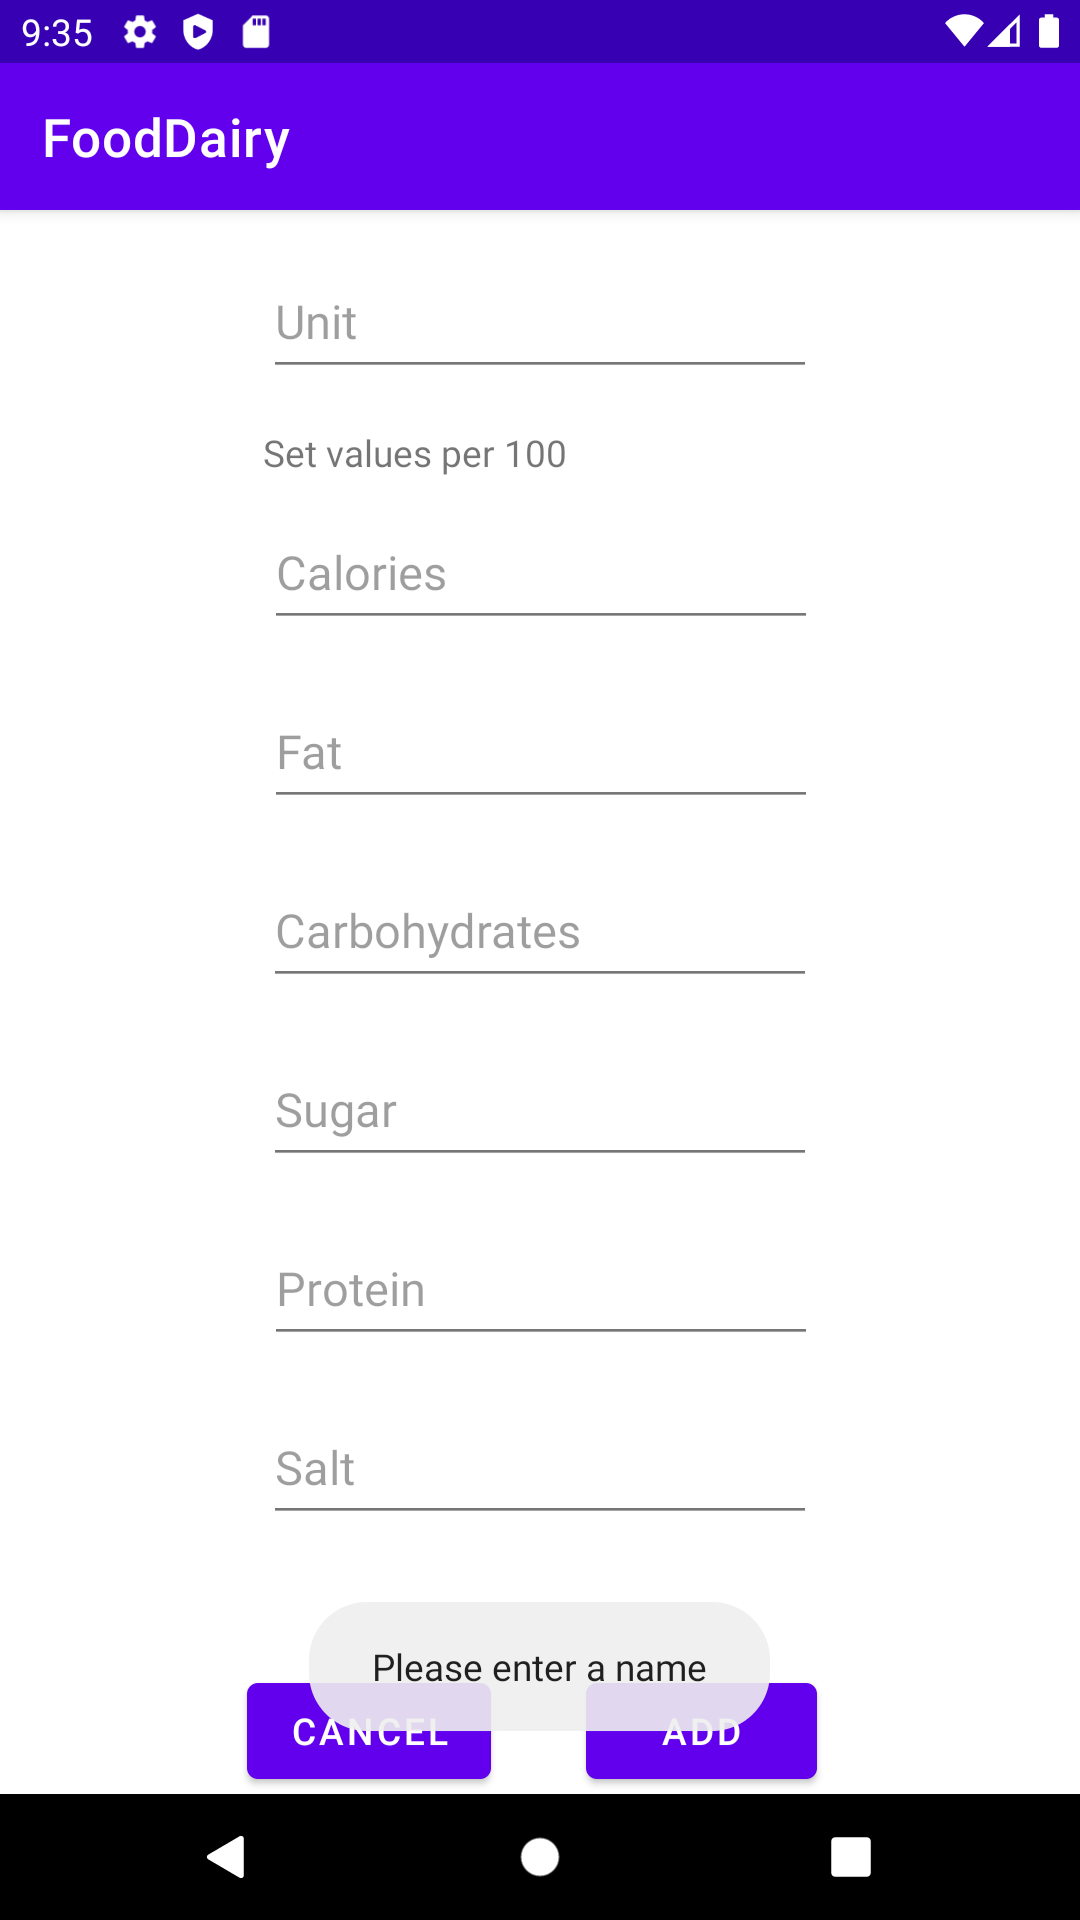 9:35
FoodDairy
Unit
Set values per 100
Calories
Fat
Carbohydrates
Sugar
Protein
Salt
Please enter a name
CANCEL
ADD